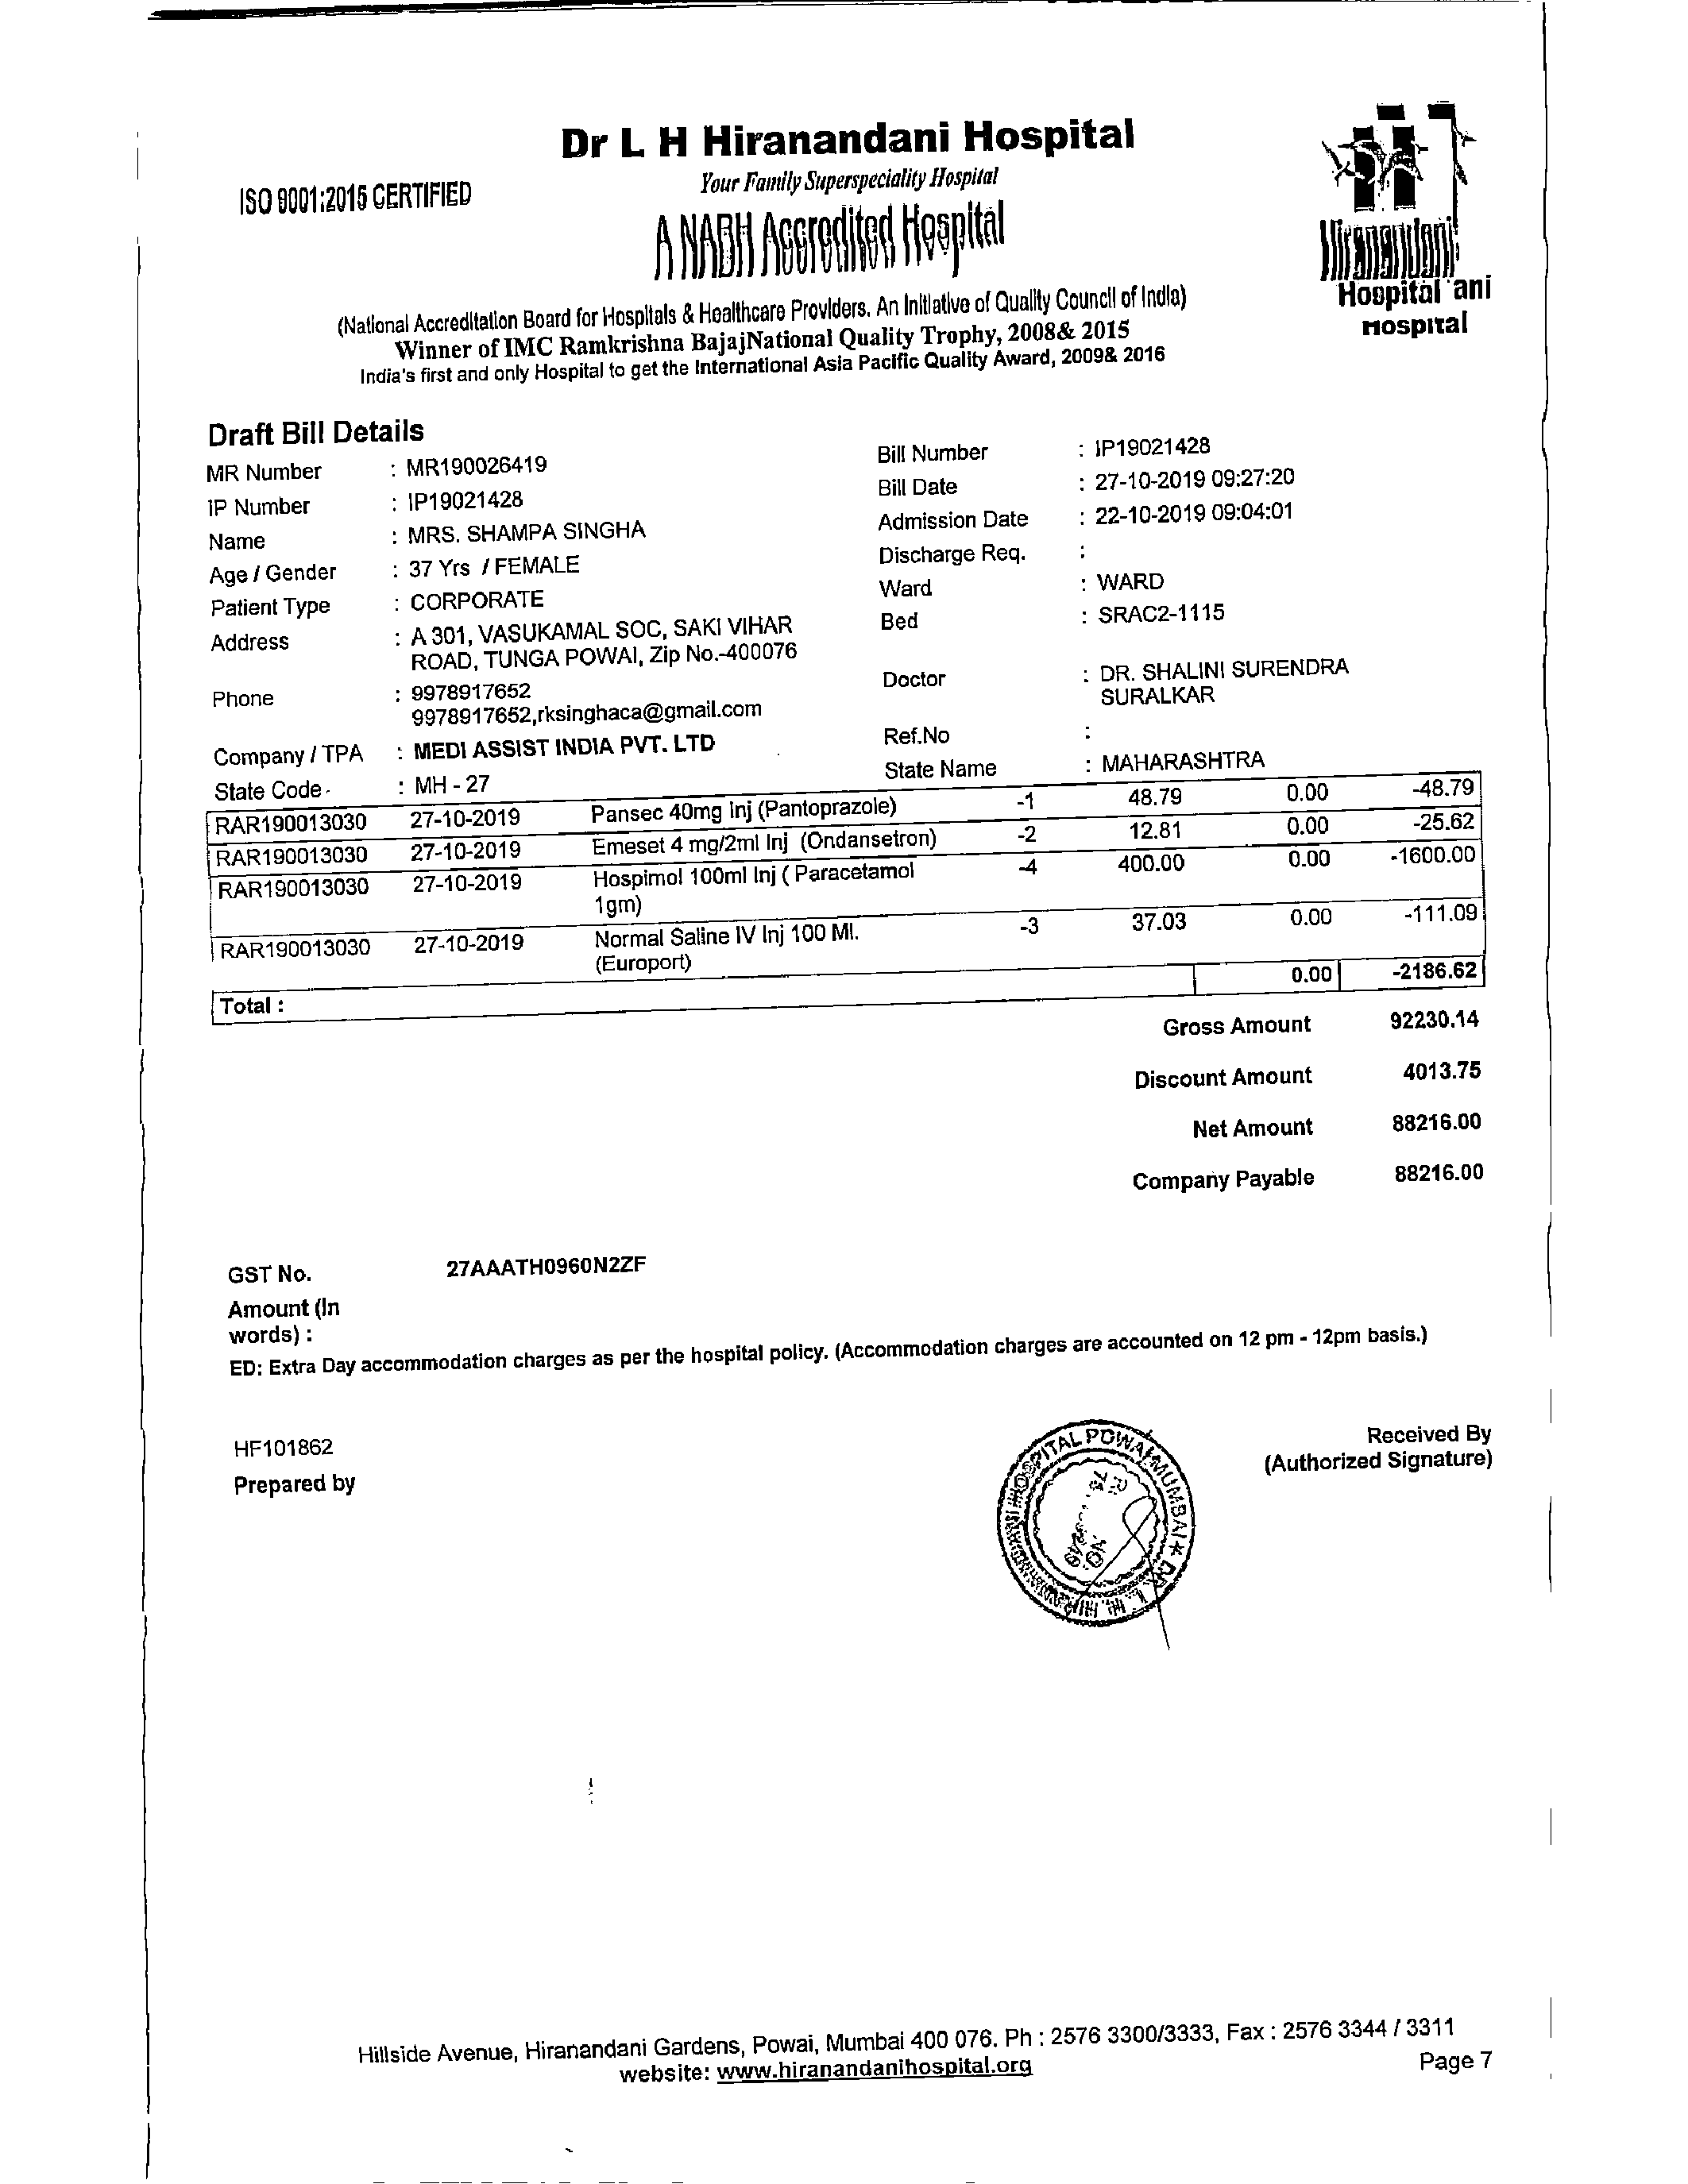 Dr L H Hiranandani Hospital
Your Family Superspeciality Hospital
ISO 9001:2015 CERTIFIED
A NABH Accredited Hospital
Hiranandani
Hospital ani
Hospital
(National Accreditation Board for Hospitals & Healthcare Providers. An Initiative of Quality Council of India)
Winner of IMC Ramkrishna BajajNational Quality Trophy, 2008& 2015
India's first and only Hospital to get the International Asia Pacific Quality Award, 2009& 2016
Draft Bill Details
MR Number : MR190026419 Bill Number : IP19021428
IP Number : IP19021428 Bill Date : 27-10-2019 09:27:20
Name : MRS. SHAMPA SINGHA Admission Date : 22-10-2019 09:04:01
Age / Gender : 37 Yrs / FEMALE Discharge Req. :
Patient Type : CORPORATE Ward : WARD
Address : A 301, VASUKAMAL SOC, SAKI VIHAR Bed : SRAC2-1115
ROAD, TUNGA POWAI, Zip No.-400076
Phone : 9978917652 Doctor : DR. SHALINI SURENDRA
9978917652,rksinghaca@gmail.com SURALKAR
Company / TPA : MEDI ASSIST INDIA PVT. LTD Ref.No :
State Code : MH - 27 State Name : MAHARASHTRA
RAR190013030 27-10-2019 Pansec 40mg Inj (Pantoprazole) -1 48.79 0.00 -48.79
RAR190013030 27-10-2019 Emeset 4 mg/2ml Inj (Ondansetron) -2 12.81 0.00 -25.62
RAR190013030 27-10-2019 Hospimol 100ml Inj ( Paracetamol -4 400.00 0.00 -1600.00
1gm)
RAR190013030 27-10-2019 Normal Saline IV Inj 100 Ml. -3 37.03 0.00 -111.09
(Europort)
Total : 0.00 -2186.62
Gross Amount 92230.14
Discount Amount 4013.75
Net Amount 88216.00
Company Payable 88216.00
GST No. 27AAATH0960N2ZF
Amount (In
words) :
ED: Extra Day accommodation charges as per the hospital policy. (Accommodation charges are accounted on 12 pm - 12pm basis.)
HF101862 Received By
Prepared by (Authorized Signature)
HOSPITAL POWAI MUMBAI * DR. L. H.
Hillside Avenue, Hiranandani Gardens, Powai, Mumbai 400 076. Ph : 2576 3300/3333, Fax : 2576 3344 / 3311
website: www.hiranandanihospital.org Page 7